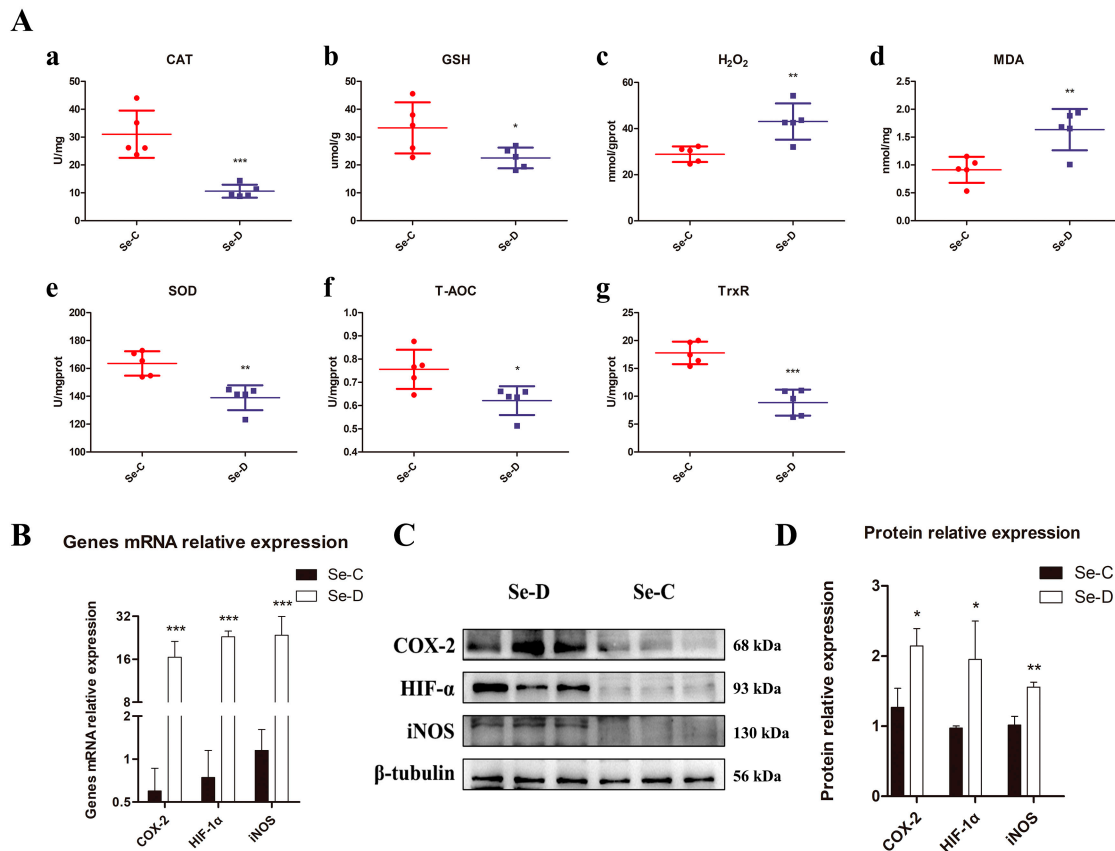 A
a
CAT
U/mg
50
40
30
20
10
0
***
Se-C
Se-D
b
GSH
umol/g
50
40
30
20
10
0
*
Se-C
Se-D
c
H₂O₂
mmol/gprot
60
40
20
0
**
Se-C
Se-D
d
MDA
nmol/mg
2.5
2.0
1.5
1.0
0.5
0.0
**
Se-C
Se-D
e
SOD
U/mgprot
200
180
160
140
120
100
**
Se-C
Se-D
f
T-AOC
U/mgprot
1.0
0.9
0.8
0.7
0.6
0.5
0.4
*
Se-C
Se-D
g
TrxR
U/mgprot
25
20
15
10
5
0
***
Se-C
Se-D
B
Genes mRNA relative expression
Se-C
Se-D
Genes mRNA relative expression
32
16
8
2
1
0.5
***
***
***
COX-2
HIF-1α
iNOS
C
Se-D Se-C
COX-2 68 kDa
HIF-α 93 kDa
iNOS 130 kDa
β-tubulin 56 kDa
D
Protein relative expression
Se-C
Se-D
Protein relative expression
3
2
1
0
*
*
**
COX-2
HIF-1α
iNOS